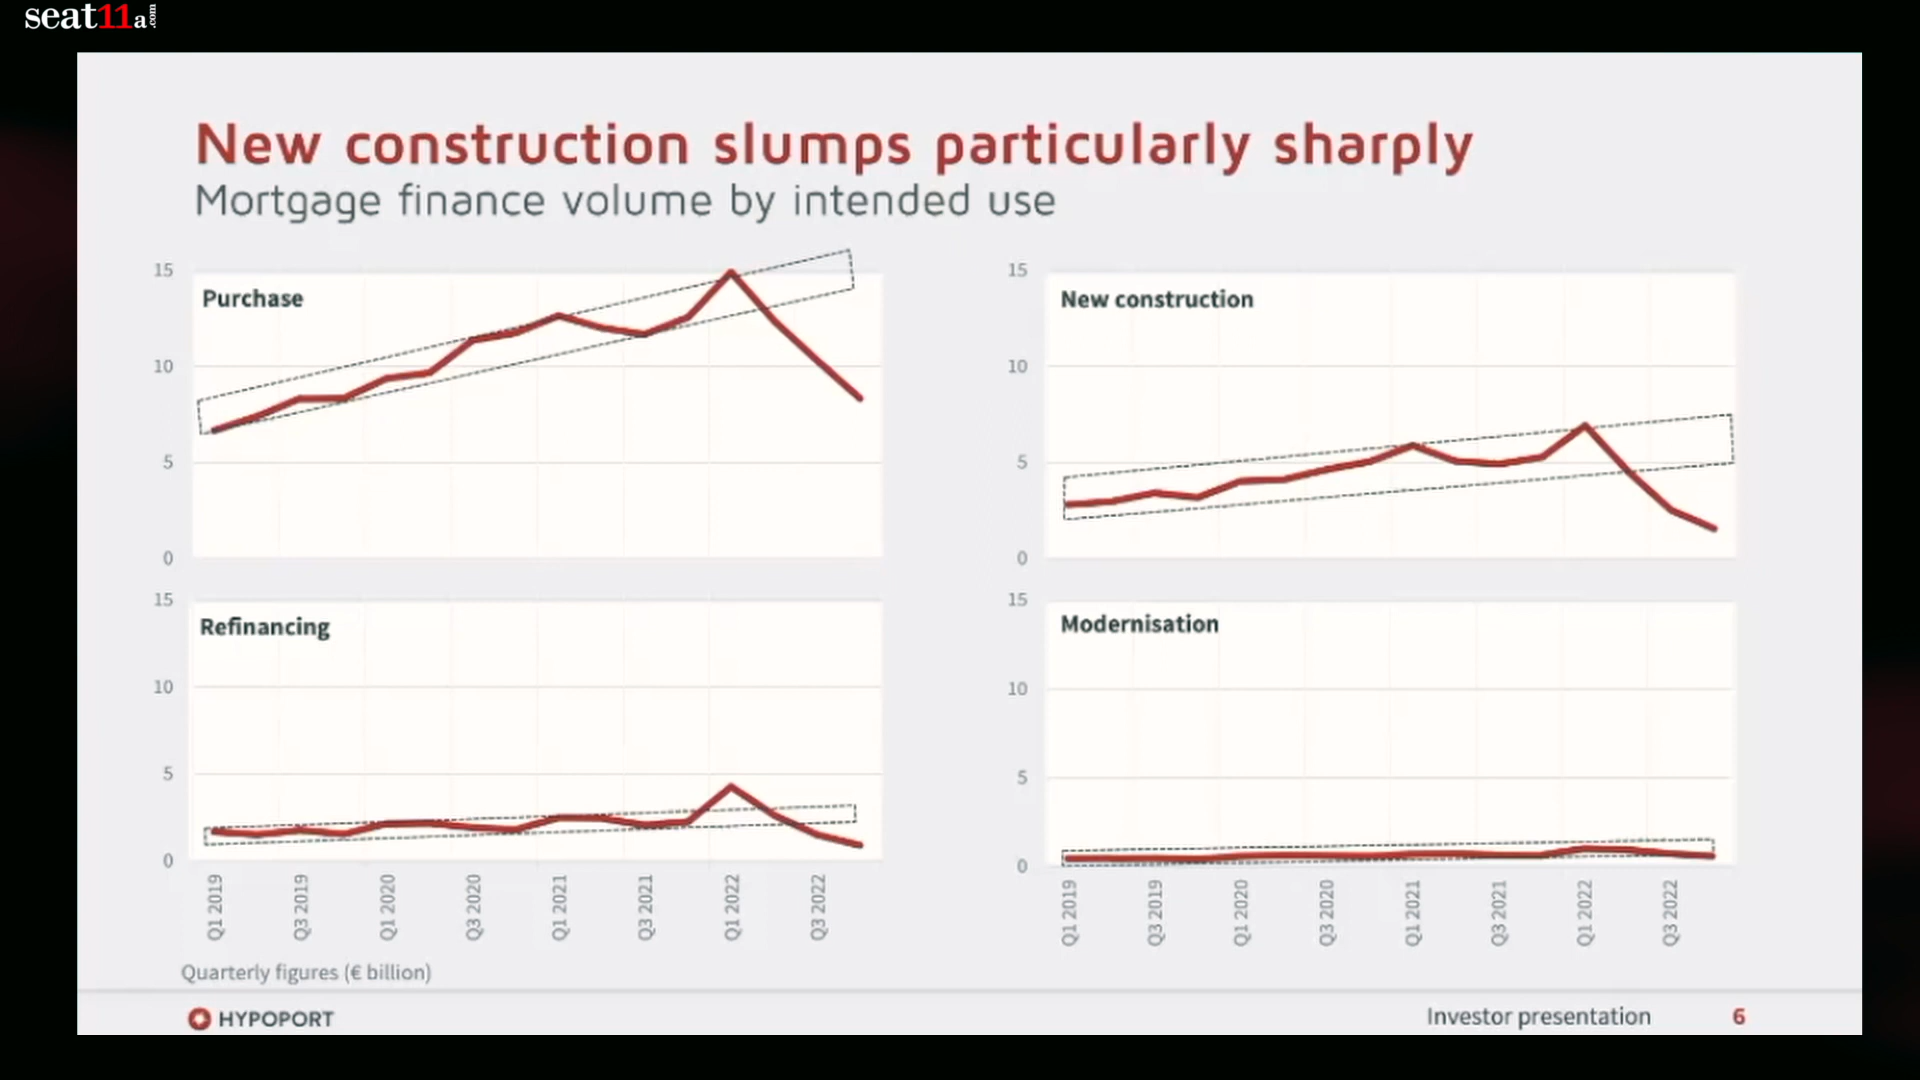 seat11a.com
New construction slumps particularly sharply
Mortgage finance volume by intended use
15
Purchase
10
5
0
15
New construction
10
5
0
15
Refinancing
10
5
0
Q1 2019
Q3 2019
Q1 2020
Q3 2020
Q1 2021
Q3 2021
Q1 2022
Q3 2022
15
Modernisation
10
5
0
Q1 2019
Q3 2019
Q1 2020
Q3 2020
Q1 2021
Q3 2021
Q1 2022
Q3 2022
Quarterly figures (€ billion)
HYPOPORT
Investor presentation 6